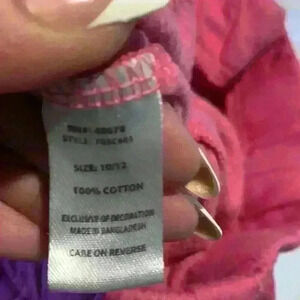 SIZE: 10/12
100% COTTON
EXCLUSIVE OF DECORATION
MADE IN BANGLADESH
CARE ON REVERSE